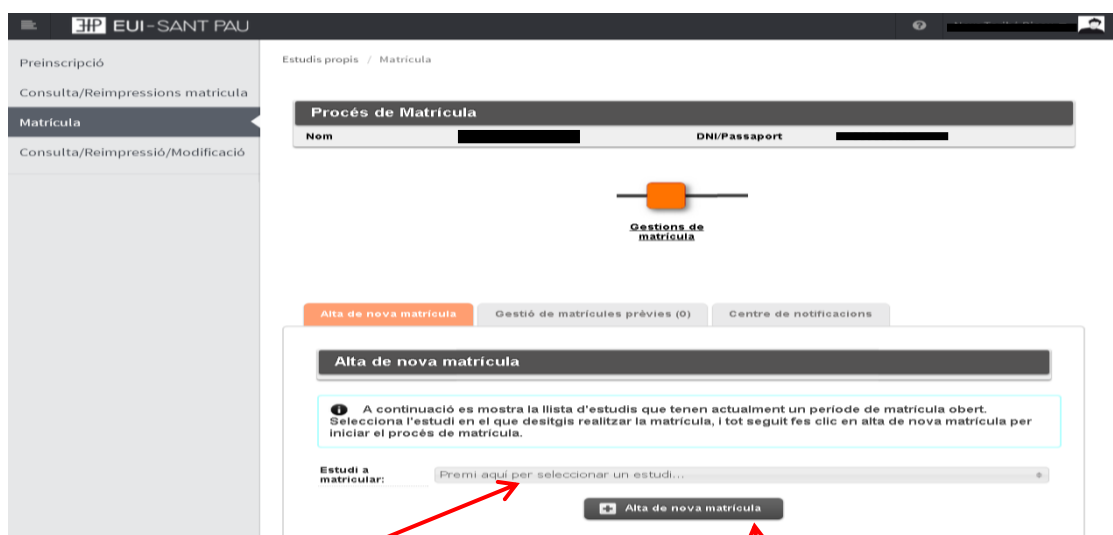 EUI-SANT PAU
Preinscripció
Consulta/Reimpressions matricula
Matrícula
Consulta/Reimpressió/Modificació
Estudis propis / Matrícula
Procés de Matrícula
Nom DNI/Passaport
Gestions de
matrícula
Alta de nova matrícula Gestió de matrícules prèvies (0) Centre de notificacions
Alta de nova matrícula
A continuació es mostra la llista d'estudis que tenen actualment un període de matrícula obert.
Selecciona l'estudi en el que desitgis realitzar la matrícula, i tot seguit fes clic en alta de nova matrícula per
iniciar el procés de matrícula.
Estudi a
matricular:
Premi aquí per seleccionar un estudi...
Alta de nova matrícula